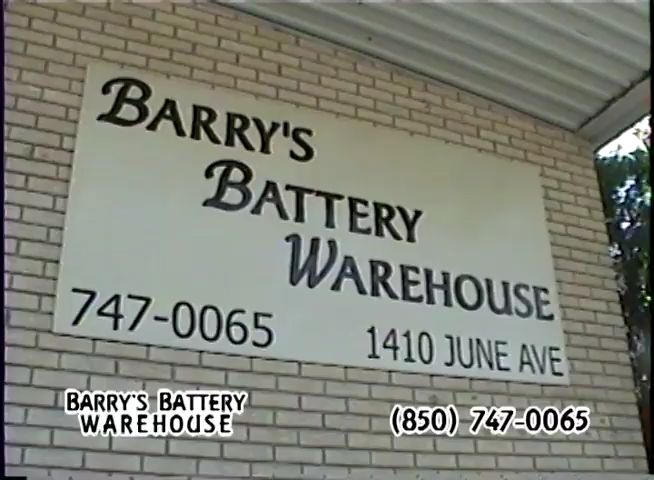 BARRY'S
BATTERY
WAREHOUSE
747-0065
1410 JUNE AVE
BARRY'S BATTERY
WAREHOUSE
(850) 747-0065